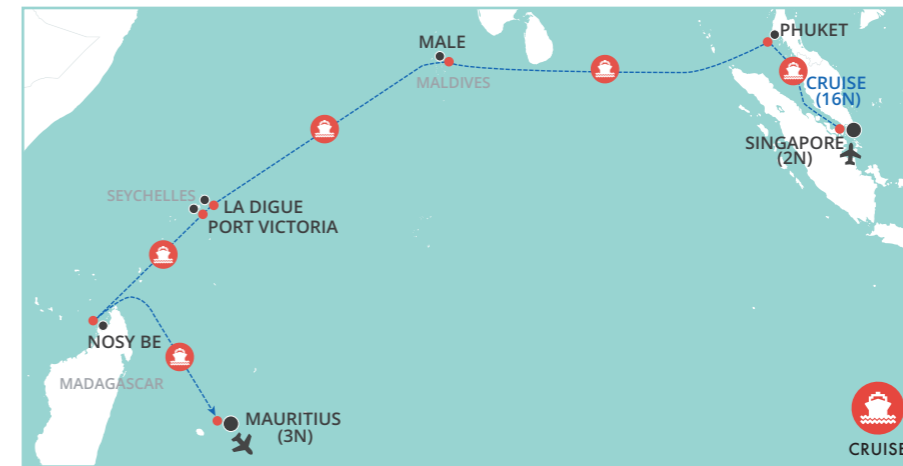 PHUKET
MALE
MALDIVES
CRUISE
(16N)
SINGAPORE
(2N)
SEYCHELLES
LA DIGUE
PORT VICTORIA
NOSY BE
MADAGASCAR
MAURITIUS
(3N)
CRUISE